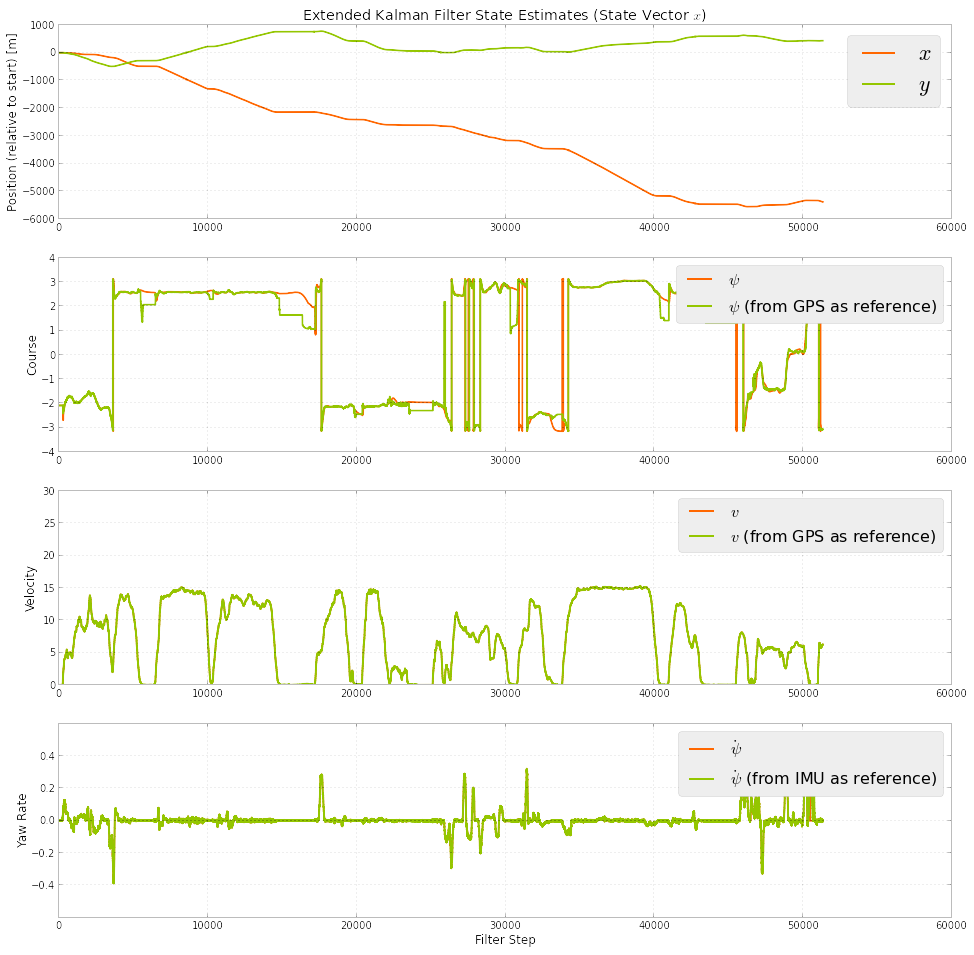 Extended Kalman Filter State Estimates (State Vector x)
1000
0
−1000
−2000
−3000
−4000
−5000
−6000
Position (relative to start) [m]
x
y
0 10000 20000 30000 40000 50000 60000
4
3
2
1
0
−1
−2
−3
−4
Course
ψ
ψ (from GPS as reference)
0 10000 20000 30000 40000 50000 60000
30
25
20
15
10
5
0
Velocity
v
v (from GPS as reference)
0 10000 20000 30000 40000 50000 60000
0.4
0.2
0.0
−0.2
−0.4
Yaw Rate
ψ̇
ψ̇ (from IMU as reference)
0 10000 20000 30000 40000 50000 60000
Filter Step